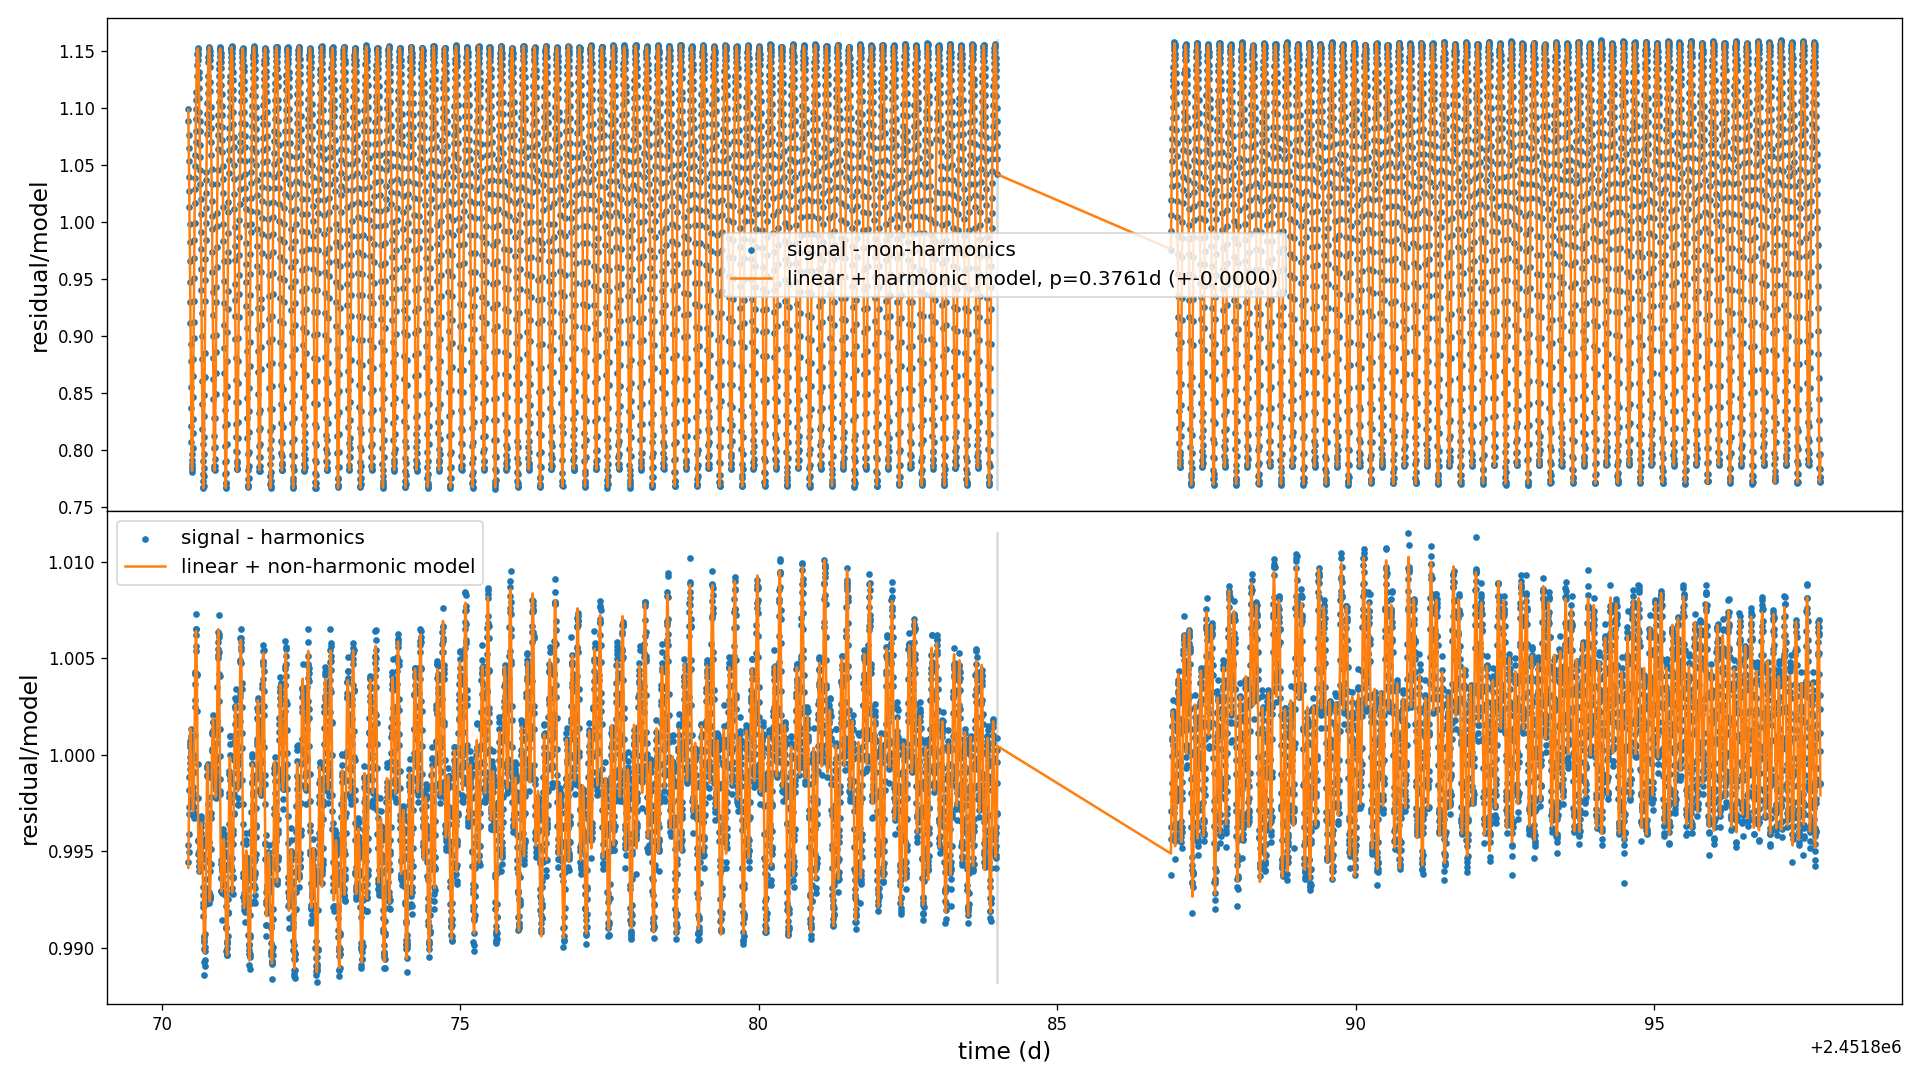 1.15
1.10
1.05
1.00
0.95
0.90
0.85
0.80
0.75
residual/model
signal - non-harmonics
linear + harmonic model, p=0.3761d (+-0.0000)
signal - harmonics
linear + non-harmonic model
1.010
1.005
1.000
0.995
0.990
residual/model
70 75 80 85 90 95
time (d)
+2.4518e6